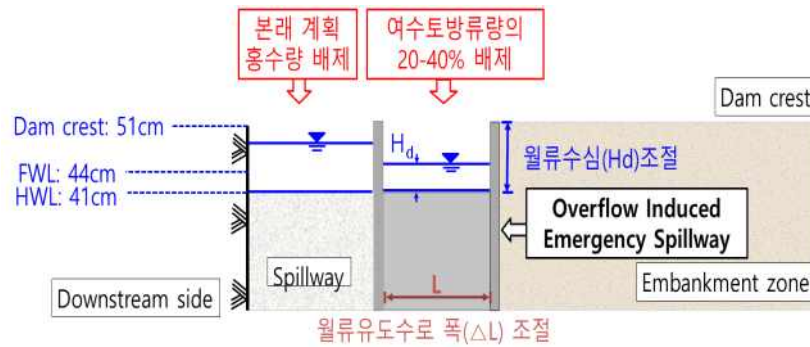 본래 계획
홍수량 배제
여수토방류량의
20-40% 배제
Dam crest
Dam crest: 51cm
H_d
월류수심(Hd)조절
FWL: 44cm
HWL: 41cm
Overflow Induced
Emergency Spillway
Spillway
L
Downstream side
Embankment zone
월류유도수로 폭(△L) 조절